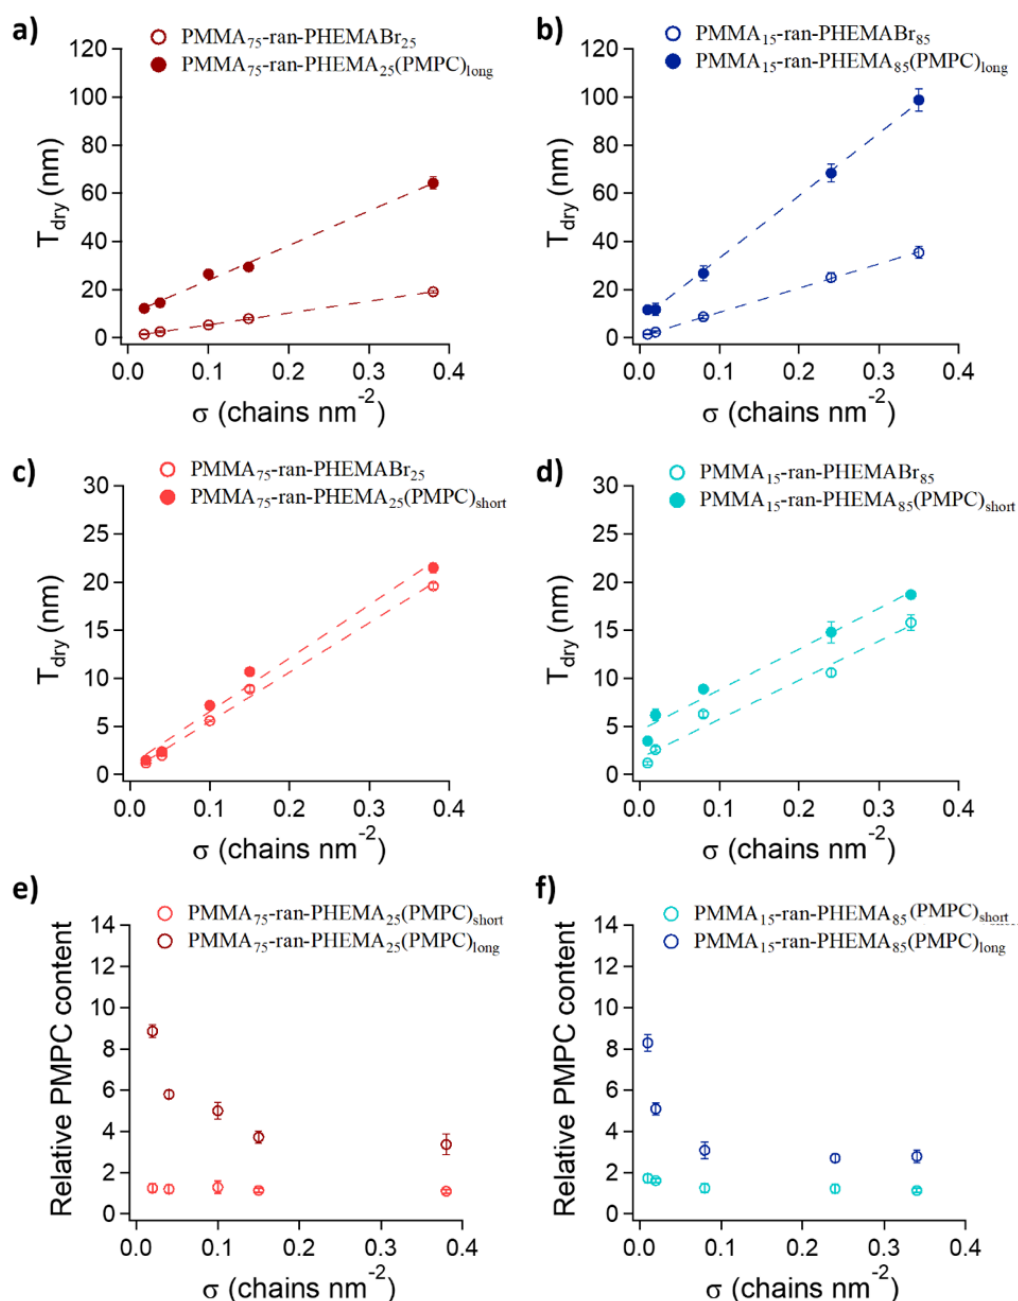 a)
PMMA₇₅-ran-PHEMABr₂₅
PMMA₇₅-ran-PHEMA₂₅(PMPC)long
120
100
80
60
40
20
0
T_dry (nm)
0.0 0.1 0.2 0.3 0.4
σ (chains nm⁻²)
b)
PMMA₁₅-ran-PHEMABr₈₅
PMMA₁₅-ran-PHEMA₈₅(PMPC)long
120
100
80
60
40
20
0
T_dry (nm)
0.0 0.1 0.2 0.3 0.4
σ (chains nm⁻²)
c)
PMMA₇₅-ran-PHEMABr₂₅
PMMA₇₅-ran-PHEMA₂₅(PMPC)short
30
25
20
15
10
5
0
T_dry (nm)
0.0 0.1 0.2 0.3 0.4
σ (chains nm⁻²)
d)
PMMA₁₅-ran-PHEMABr₈₅
PMMA₁₅-ran-PHEMA₈₅(PMPC)short
30
25
20
15
10
5
0
T_dry (nm)
0.0 0.1 0.2 0.3 0.4
σ (chains nm⁻²)
e)
PMMA₇₅-ran-PHEMA₂₅(PMPC)short
PMMA₇₅-ran-PHEMA₂₅(PMPC)long
14
12
10
8
6
4
2
0
Relative PMPC content
0.0 0.1 0.2 0.3 0.4
σ (chains nm⁻²)
f)
PMMA₁₅-ran-PHEMA₈₅(PMPC)short
PMMA₁₅-ran-PHEMA₈₅(PMPC)long
14
12
10
8
6
4
2
0
Relative PMPC content
0.0 0.1 0.2 0.3 0.4
σ (chains nm⁻²)